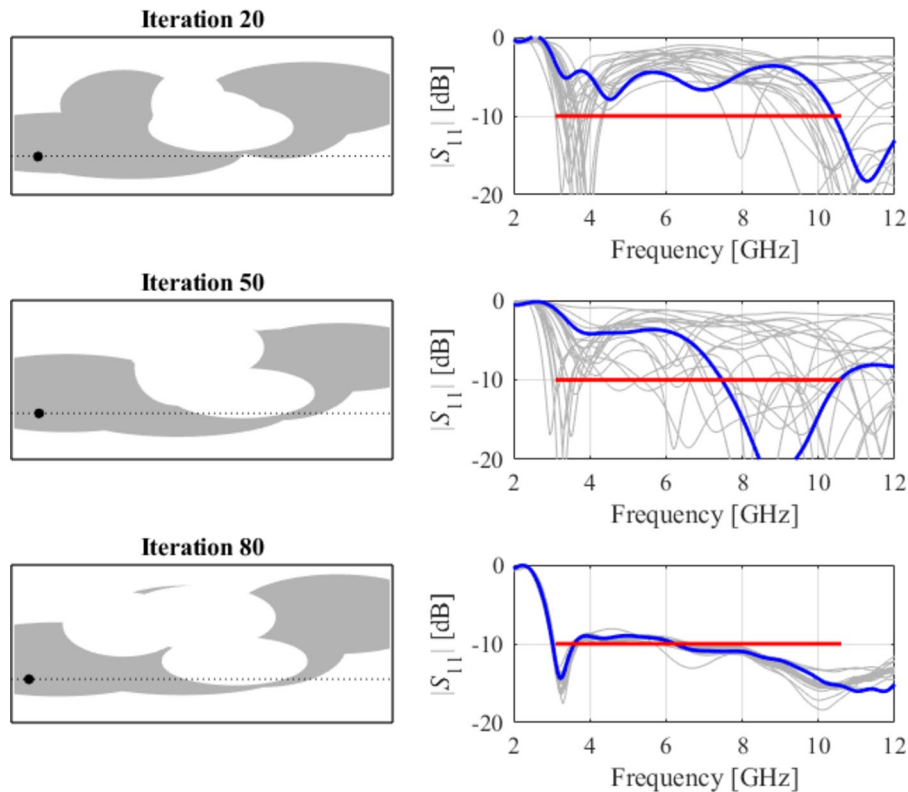 Iteration 20
0
-10
-20
|S11| [dB]
2 4 6 8 10 12
Frequency [GHz]
Iteration 50
0
-10
-20
|S11| [dB]
2 4 6 8 10 12
Frequency [GHz]
Iteration 80
0
-10
-20
|S11| [dB]
2 4 6 8 10 12
Frequency [GHz]